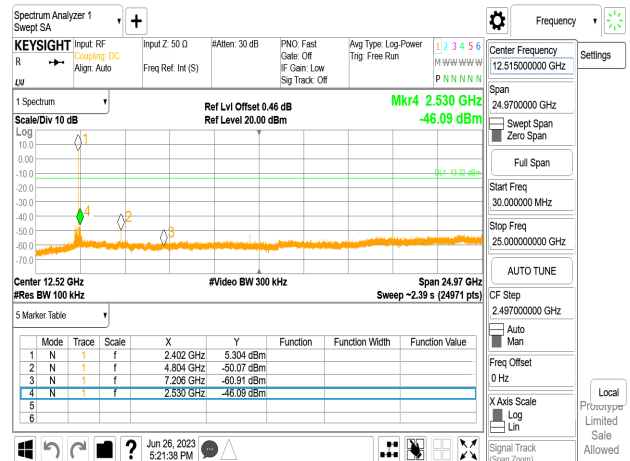 Spectrum Analyzer 1
Swept SA
Frequency
KEYSIGHT
R
LXI
Input: RF
Coupling: DC
Align: Auto
Input Z: 50 Ω
Freq Ref: Int (S)
#Atten: 30 dB
PNO: Fast
Gate: Off
IF Gain: Low
Sig Track: Off
Avg Type: Log-Power
Trig: Free Run
1 2 3 4 5 6
M W W W W W
P N N N N N
1 Spectrum
Scale/Div 10 dB
Ref Lvl Offset 0.46 dB
Ref Level 20.00 dBm
Mkr4 2.530 GHz
-46.09 dBm
Log
10.0
0.00
-10.0
-20.0
-30.0
-40.0
-50.0
-60.0
-70.0
1
2
3
4
DL1 -13.32 dBm
Center 12.52 GHz
#Res BW 100 kHz
#Video BW 300 kHz
Span 24.97 GHz
Sweep ~2.39 s (24971 pts)
5 Marker Table
Mode Trace Scale X Y Function Function Width Function Value
1 N 1 f 2.402 GHz 5.304 dBm
2 N 1 f 4.804 GHz -50.07 dBm
3 N 1 f 7.206 GHz -60.91 dBm
4 N 1 f 2.530 GHz -46.09 dBm
5
6
Jun 26, 2023
5:21:38 PM
?
Center Frequency
12.515000000 GHz
Settings
Span
24.9700000 GHz
Swept Span
Zero Span
Full Span
Start Freq
30.000000 MHz
Stop Freq
25.000000000 GHz
AUTO TUNE
CF Step
2.497000000 GHz
Auto
Man
Freq Offset
0 Hz
X Axis Scale
Log
Lin
Signal Track
(Span Zoom)
Local
Prototype
Limited
Sale
Allowed